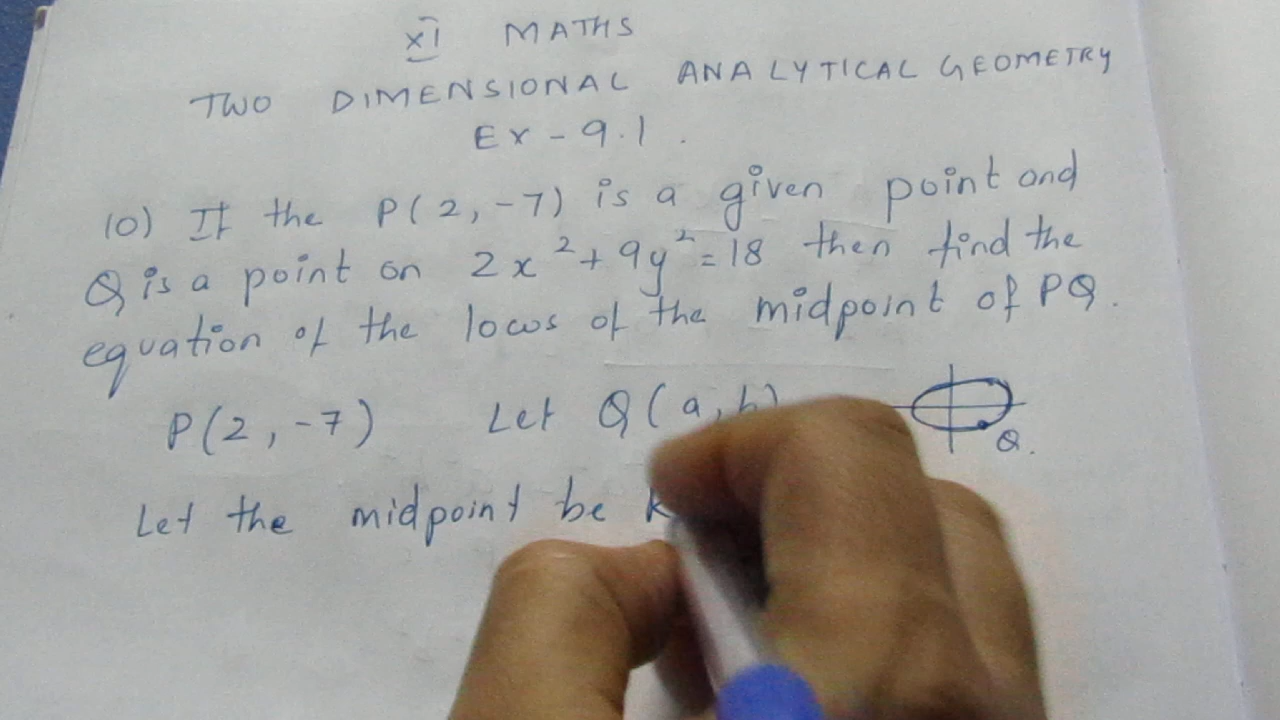 XI MATHS
TWO DIMENSIONAL ANALYTICAL GEOMETRY
Ex - 9.1.
10) If the P(2, -7) is a given point and
Q is a point on 2x² + 9y² = 18 then find the
equation of the locus of the midpoint of PQ.
P(2, -7) Let Q(a, b)
Q.
Let the midpoint be